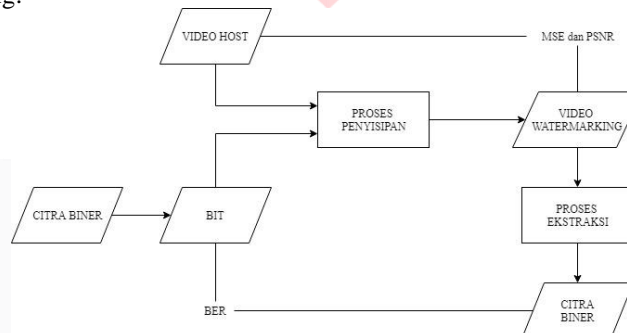 g.
VIDEO HOST
MSE dan PSNR
PROSES
PENYISIPAN
VIDEO
WATERMARKING
CITRA BINER
BIT
PROSES
EKSTRAKSI
BER
CITRA
BINER